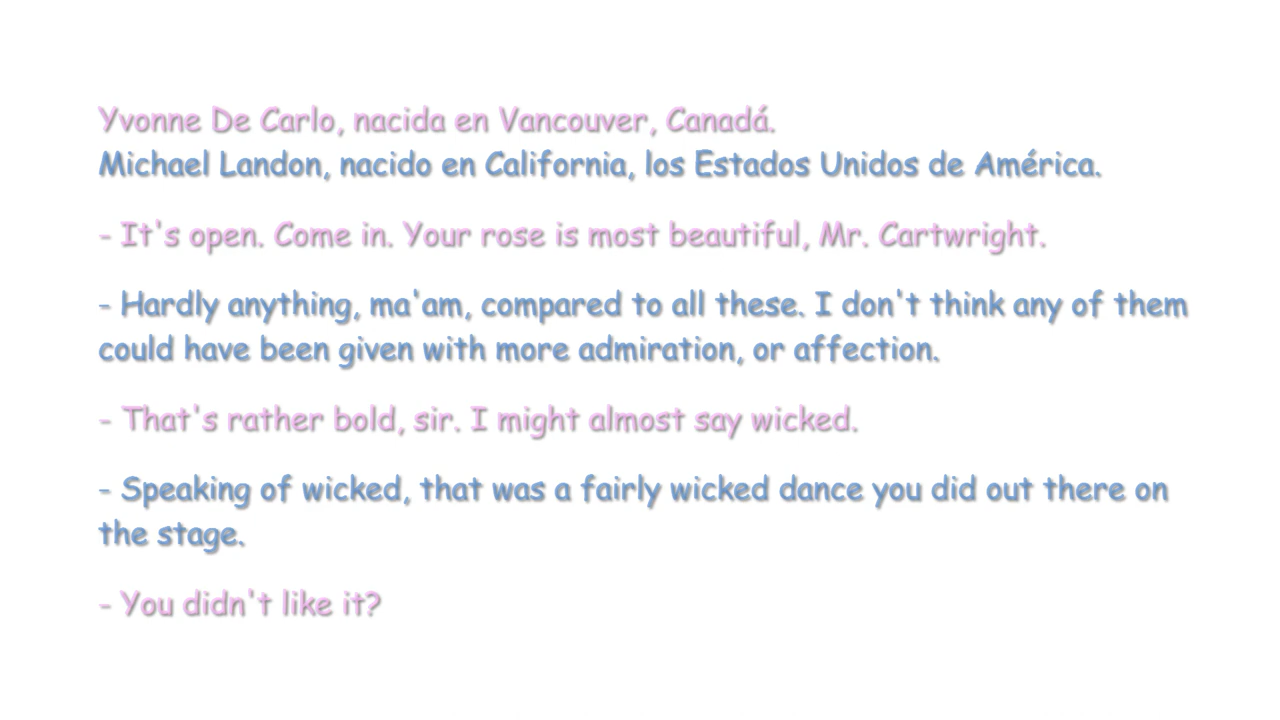 Yvonne De Carlo, nacida en Vancouver, Canadá.
Michael Landon, nacido en California, los Estados Unidos de América.
- It's open. Come in. Your rose is most beautiful, Mr. Cartwright.
- Hardly anything, ma'am, compared to all these. I don't think any of them
could have been given with more admiration, or affection.
- That's rather bold, sir. I might almost say wicked.
- Speaking of wicked, that was a fairly wicked dance you did out there on
the stage.
- You didn't like it?